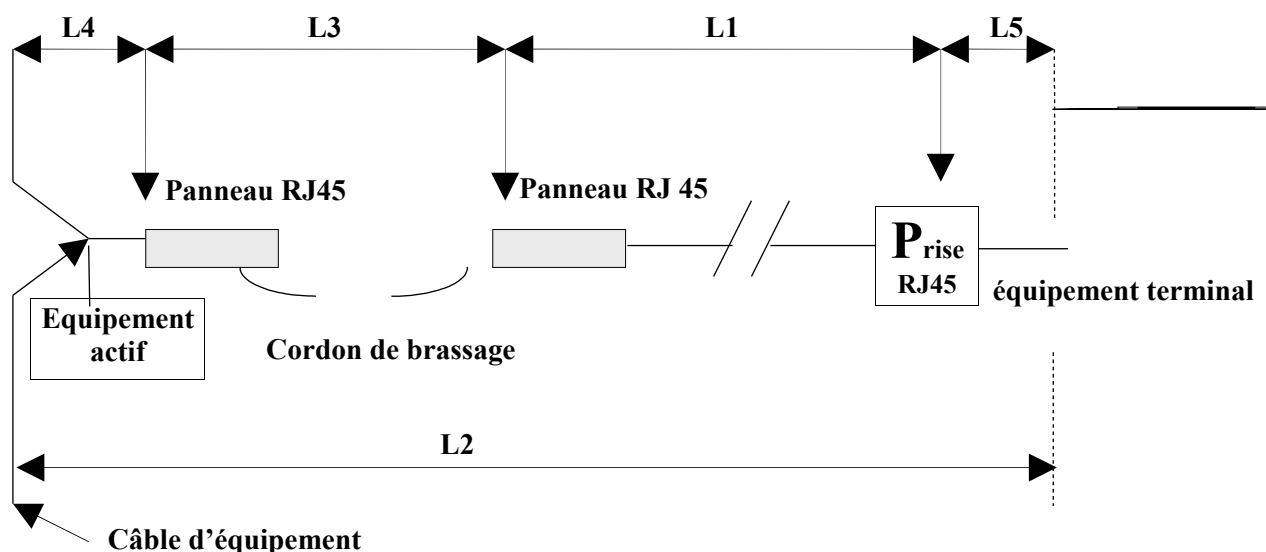 L4 L3 L1 L5
Panneau RJ45 Panneau RJ 45
Prise
RJ45
équipement terminal
Equipement
actif
Cordon de brassage
L2
Câble d’équipement